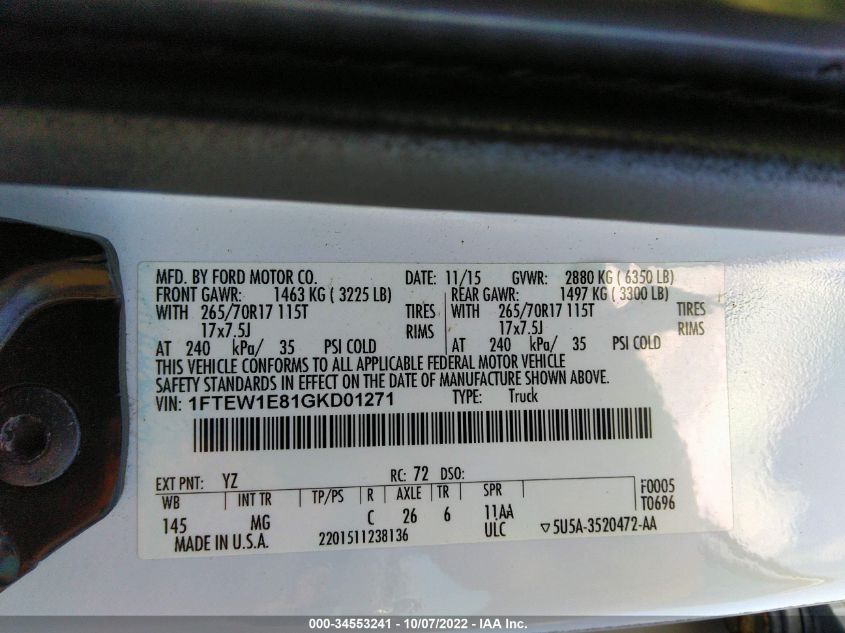 MFD. BY FORD MOTOR CO. DATE: 11/15 GVWR: 2880 KG ( 6350 LB)
FRONT GAWR: 1463 KG ( 3225 LB) REAR GAWR: 1497 KG ( 3300 LB)
WITH 265/70R17 115T TIRES WITH 265/70R17 115T TIRES
17x7.5J RIMS 17x7.5J RIMS
AT 240 kPa/ 35 PSI COLD AT 240 kPa/ 35 PSI COLD
THIS VEHICLE CONFORMS TO ALL APPLICABLE FEDERAL MOTOR VEHICLE
SAFETY STANDARDS IN EFFECT ON THE DATE OF MANUFACTURE SHOWN ABOVE.
VIN: 1FTEW1E81GKD01271 TYPE: Truck
EXT PNT: YZ RC: 72 DSO: F0005
WB INT TR TP/PS R AXLE TR SPR T0696
145 MG C 26 6 11AA
MADE IN U.S.A. 2201511238136 ULC ▽5U5A-3520472-AA
000-34553241 - 10/07/2022 - IAA Inc.